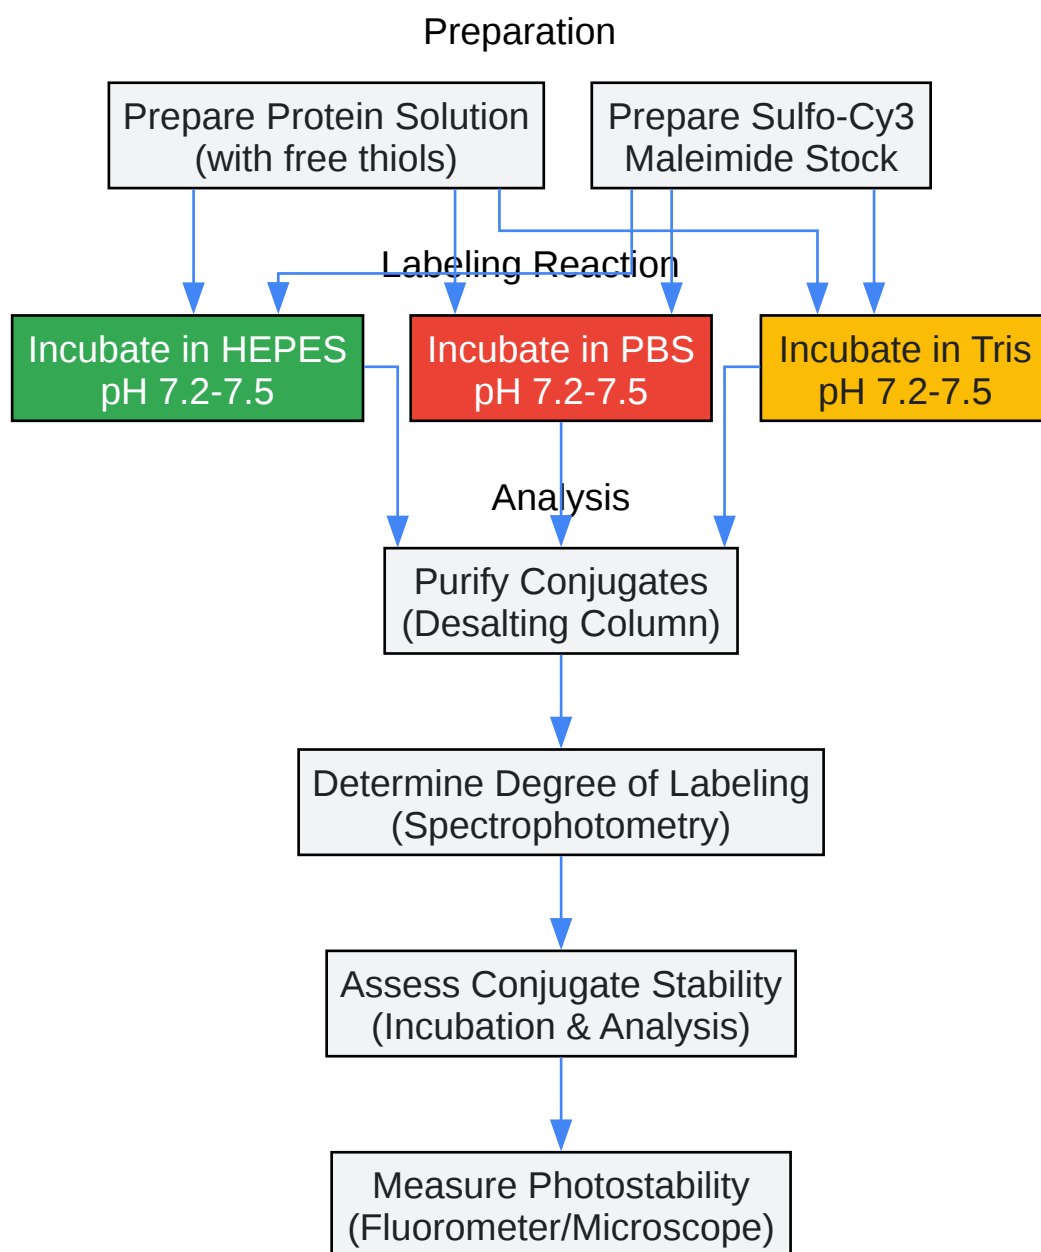 Preparation
Prepare Protein Solution
(with free thiols)
Prepare Sulfo-Cy3
Maleimide Stock
Labeling Reaction
Incubate in HEPES
pH 7.2-7.5
Incubate in PBS
pH 7.2-7.5
Incubate in Tris
pH 7.2-7.5
Analysis
Purify Conjugates
(Desalting Column)
Determine Degree of Labeling
(Spectrophotometry)
Assess Conjugate Stability
(Incubation & Analysis)
Measure Photostability
(Fluorometer/Microscope)